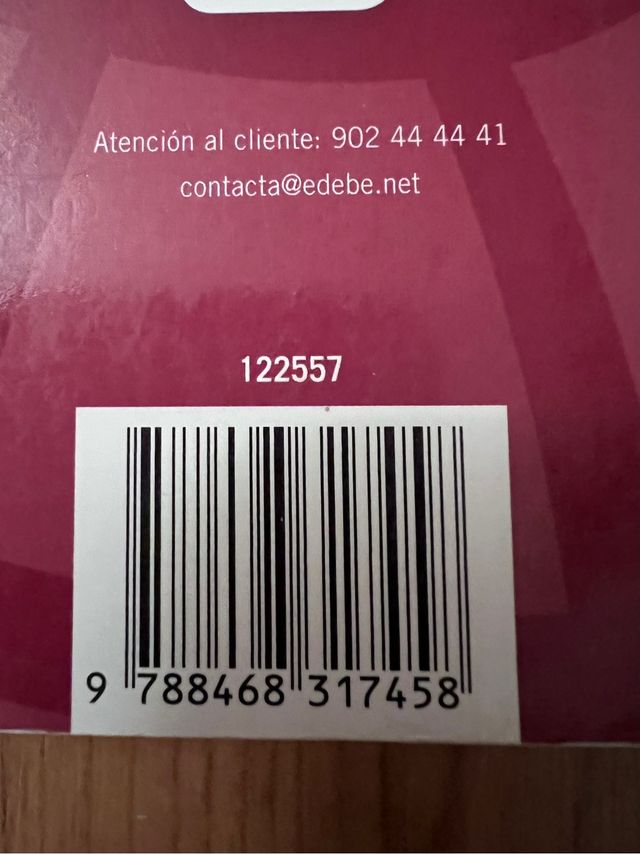 Atención al cliente: 902 44 44 41
contacta@edebe.net
122557
9 788468 317458